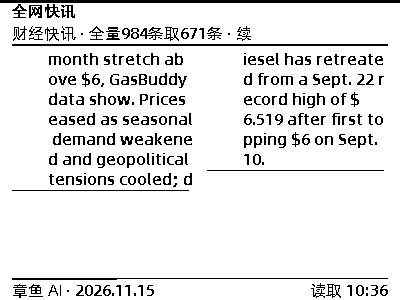 全网快讯
财经快讯 · 全量984条取671条 · 续
month stretch ab
ove $6, GasBuddy
data show. Prices
eased as seasonal
demand weakene
d and geopolitical
tensions cooled; d
iesel has retreate
d from a Sept. 22 r
ecord high of $
6.519 after first to
pping $6 on Sept.
10.
章鱼 AI · 2026.11.15
读取 10:36